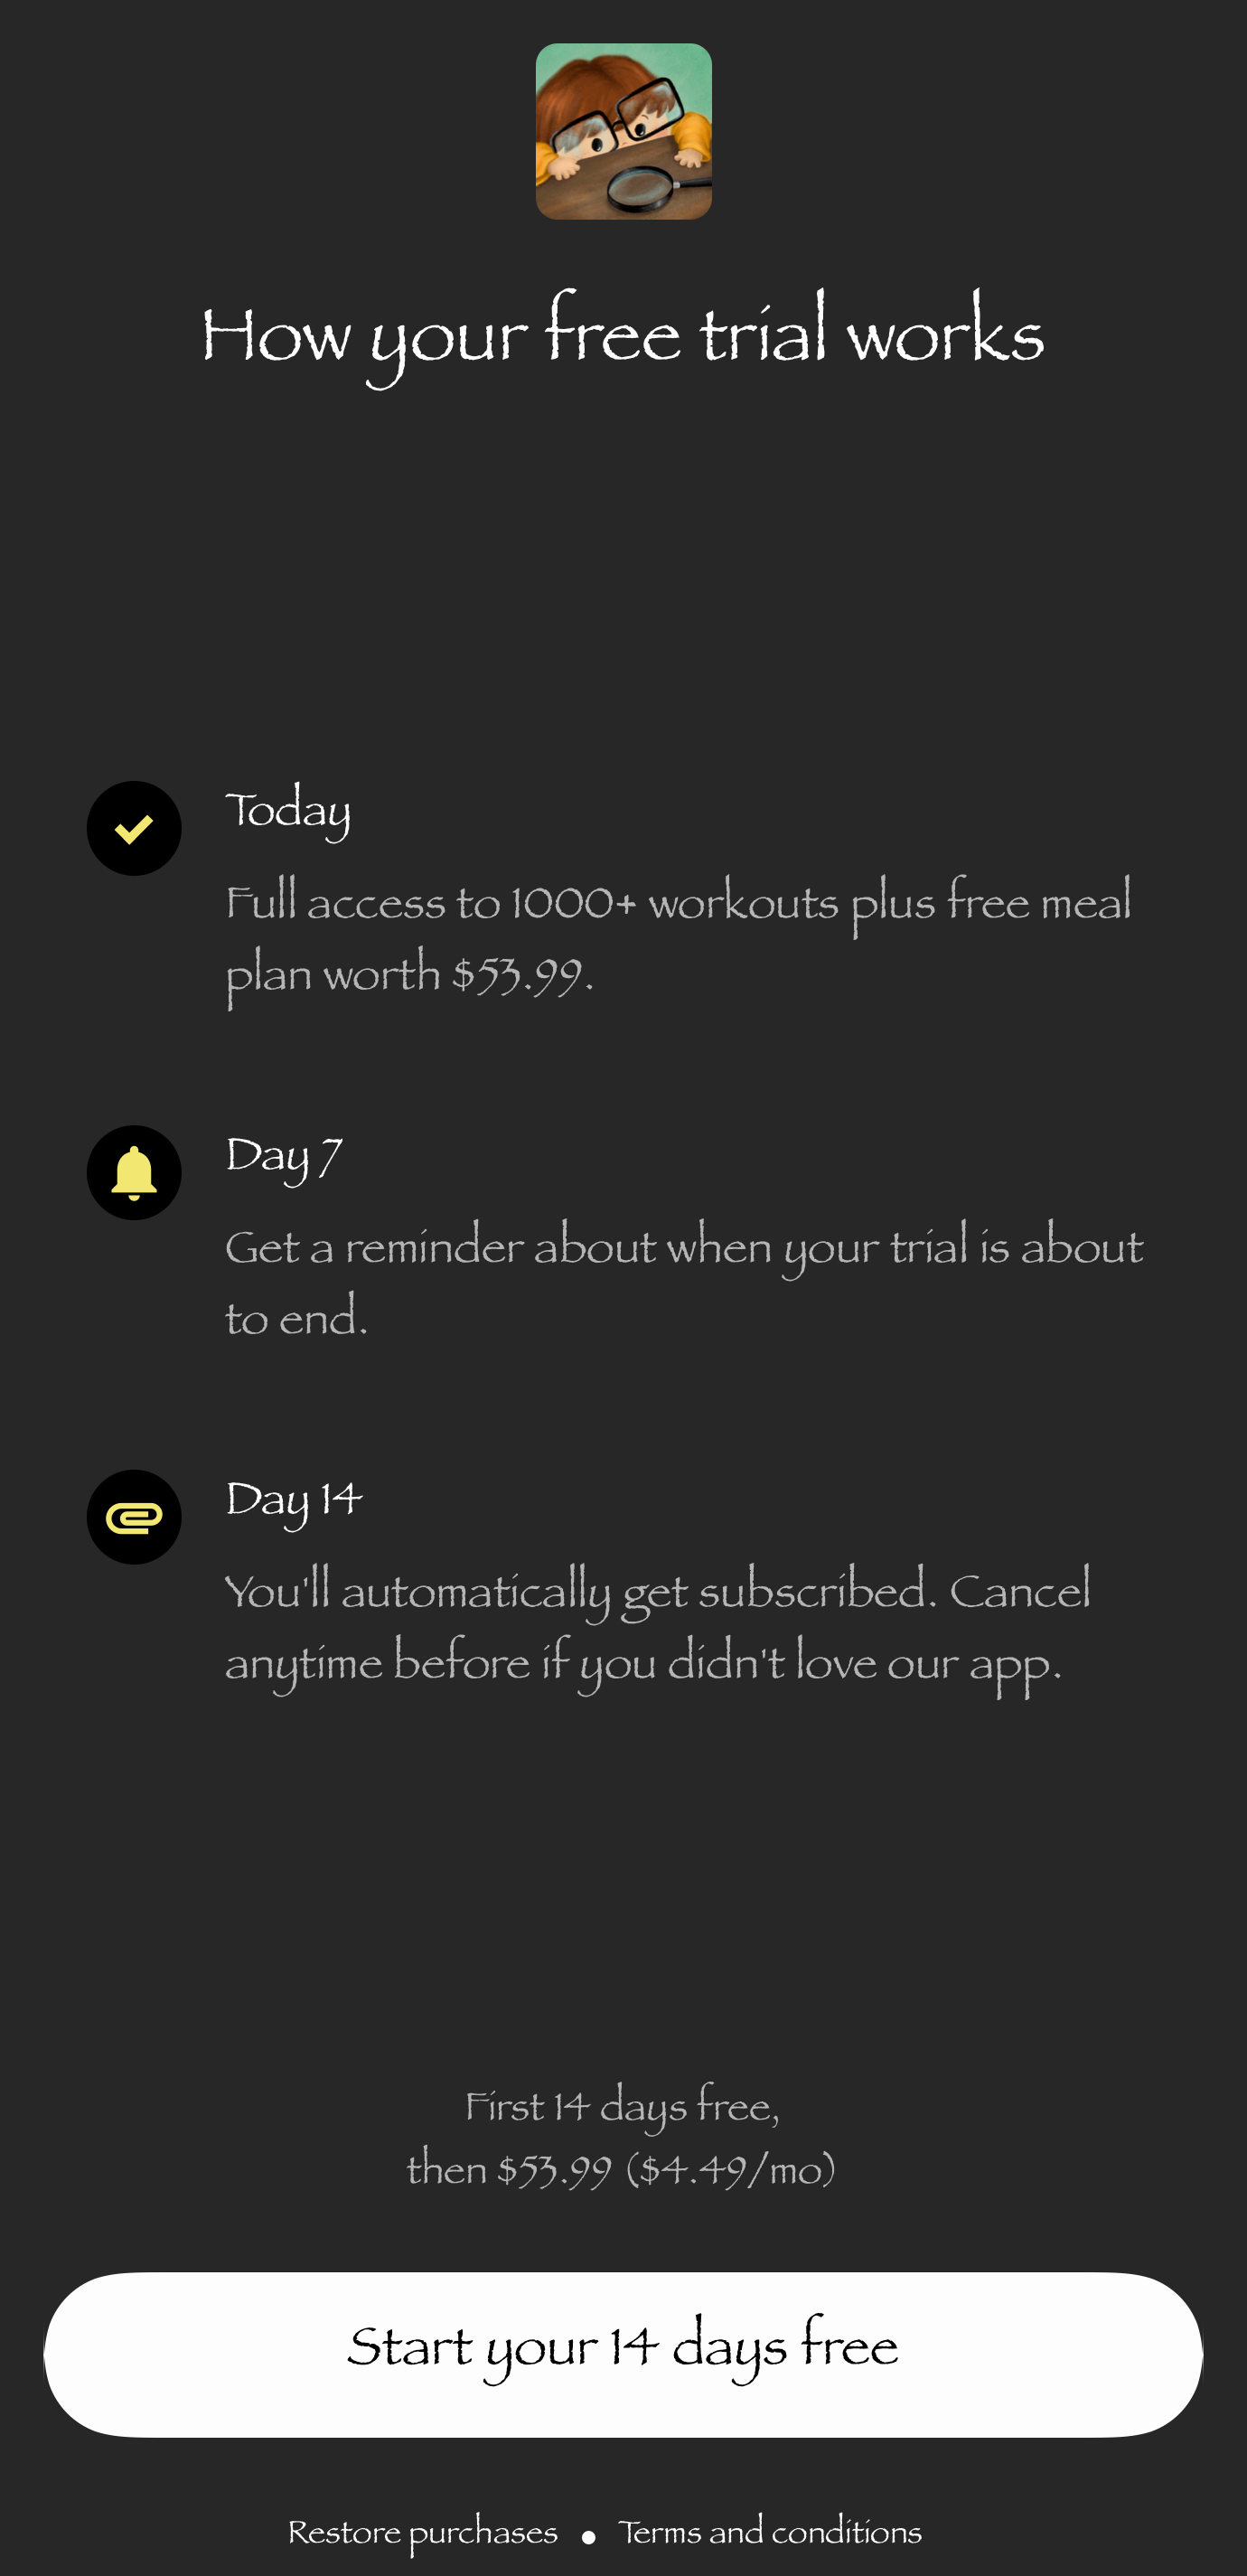 How your free trial works
Today
Full access to 1000+ workouts plus free meal
plan worth $53.99.
Day 7
Get a reminder about when your trial is about
to end.
Day 14
You'll automatically get subscribed. Cancel
anytime before if you didn't love our app.
First 14 days free,
then $53.99 ($4.49/mo)
Start your 14 days free
Restore purchases ● Terms and conditions